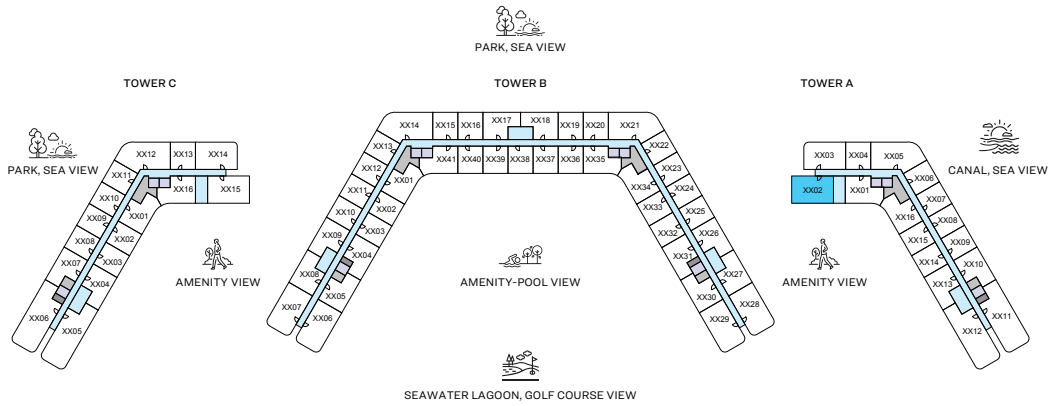 PARK, SEA VIEW
TOWER C
TOWER B
TOWER A
PARK, SEA VIEW
CANAL, SEA VIEW
XX12 XX13 XX14
XX11
XX10
XX09
XX08
XX07
XX06
XX16 XX15
XX01
XX02
XX03
XX04
XX05
AMENITY VIEW
XX14 XX15 XX16 XX17 XX18 XX19 XX20 XX21
XX13
XX12
XX11
XX10
XX09
XX08
XX07
XX41 XX40 XX39 XX38 XX37 XX36 XX35
XX01
XX02
XX03
XX04
XX05
XX06
XX22
XX23
XX24
XX25
XX26
XX27
XX28
XX34
XX33
XX32
XX31
XX30
XX29
AMENITY-POOL VIEW
XX03 XX04 XX05
XX02 XX01
XX06
XX07
XX08
XX09
XX10
XX11
XX16
XX15
XX14
XX13
XX12
AMENITY VIEW
SEAWATER LAGOON, GOLF COURSE VIEW